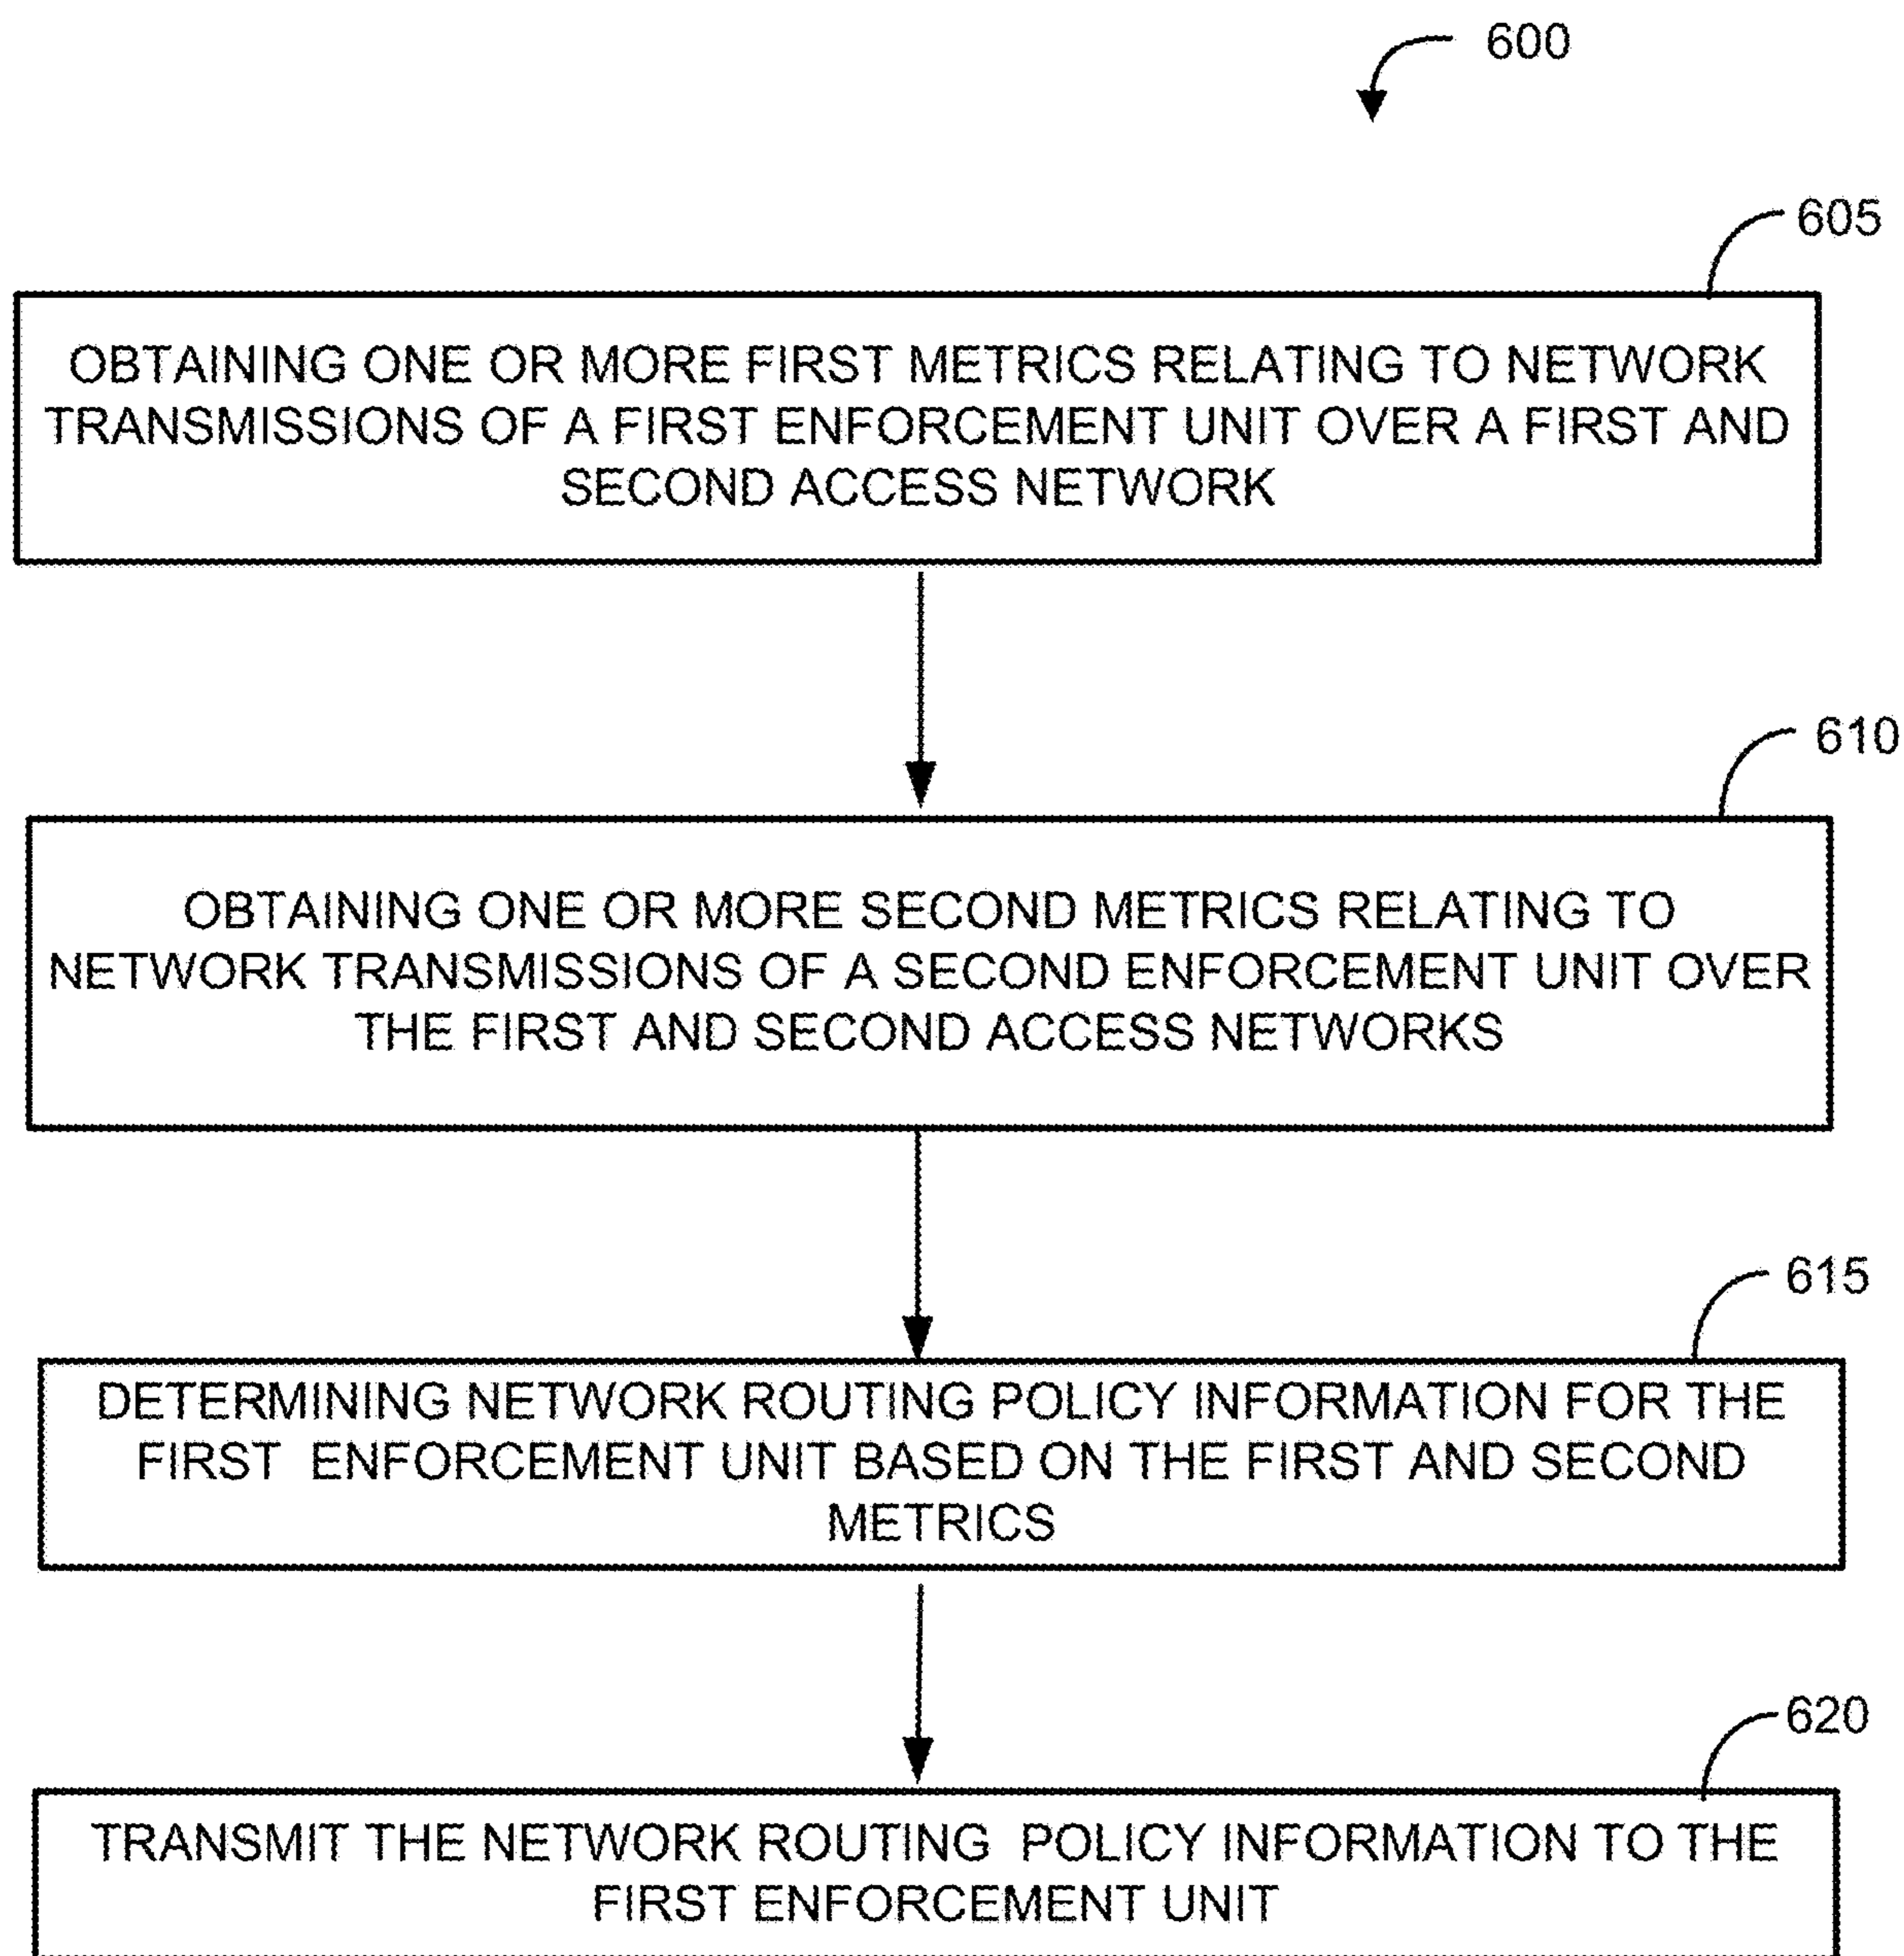 600
605
OBTAINING ONE OR MORE FIRST METRICS RELATING TO NETWORK
TRANSMISSIONS OF A FIRST ENFORCEMENT UNIT OVER A FIRST AND
SECOND ACCESS NETWORK
610
OBTAINING ONE OR MORE SECOND METRICS RELATING TO
NETWORK TRANSMISSIONS OF A SECOND ENFORCEMENT UNIT OVER
THE FIRST AND SECOND ACCESS NETWORKS
615
DETERMINING NETWORK ROUTING POLICY INFORMATION FOR THE
FIRST ENFORCEMENT UNIT BASED ON THE FIRST AND SECOND
METRICS
620
TRANSMIT THE NETWORK ROUTING POLICY INFORMATION TO THE
FIRST ENFORCEMENT UNIT